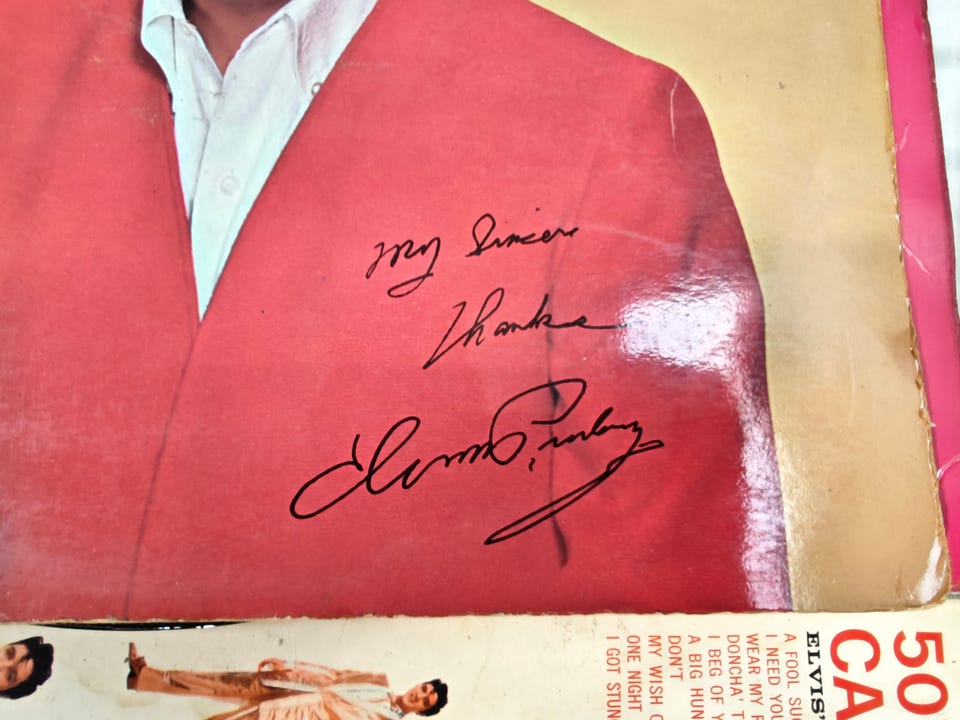 My Sincere
Thanks
Elvis Presley
50
CA
ELVIS'
A FOOL SU
I NEED YOU
WEAR MY R
DONCHA' T
I BEG OF Y
A BIG HUN
DON'T
MY WISH C
ONE NIGHT
I GOT STUN